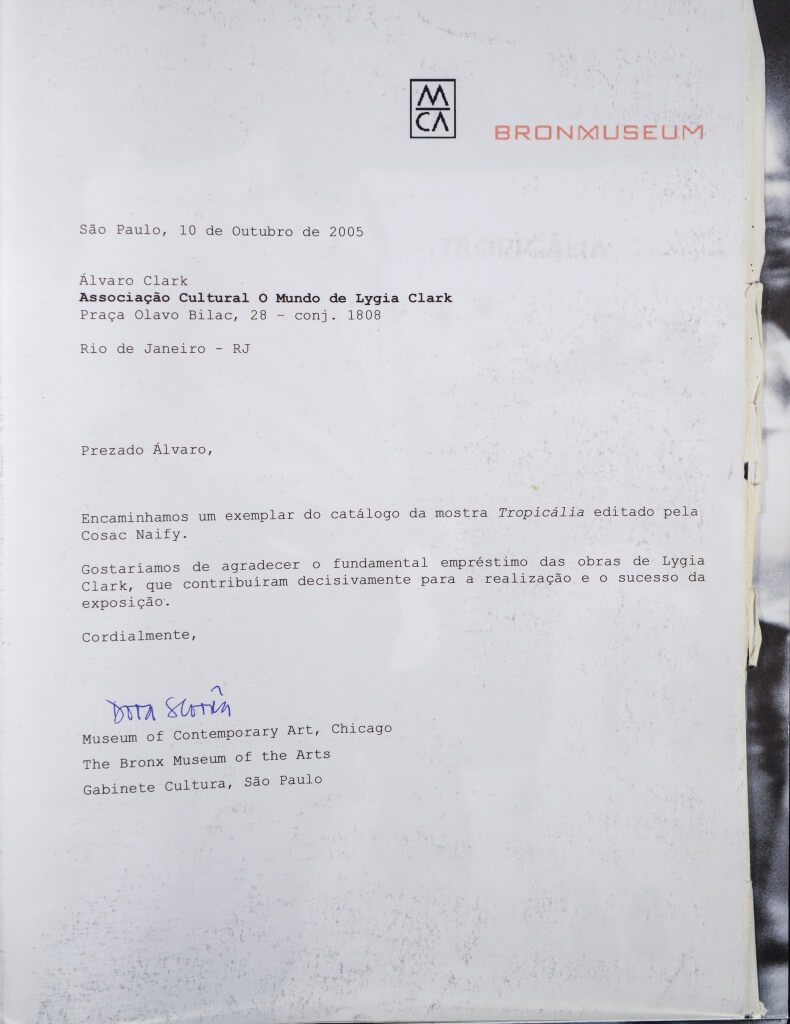 M
CA
BRONXMUSEUM
TROPICÁLIA
São Paulo, 10 de Outubro de 2005
Álvaro Clark
Associação Cultural O Mundo de Lygia Clark
Praça Olavo Bilac, 28 – conj. 1808
Rio de Janeiro – RJ
Prezado Álvaro,
Encaminhamos um exemplar do catálogo da mostra Tropicália editado pela
Cosac Naify.
Gostaríamos de agradecer o fundamental empréstimo das obras de Lygia
Clark, que contribuíram decisivamente para a realização e o sucesso da
exposição.
Cordialmente,
Museum of Contemporary Art, Chicago
The Bronx Museum of the Arts
Gabinete Cultura, São Paulo